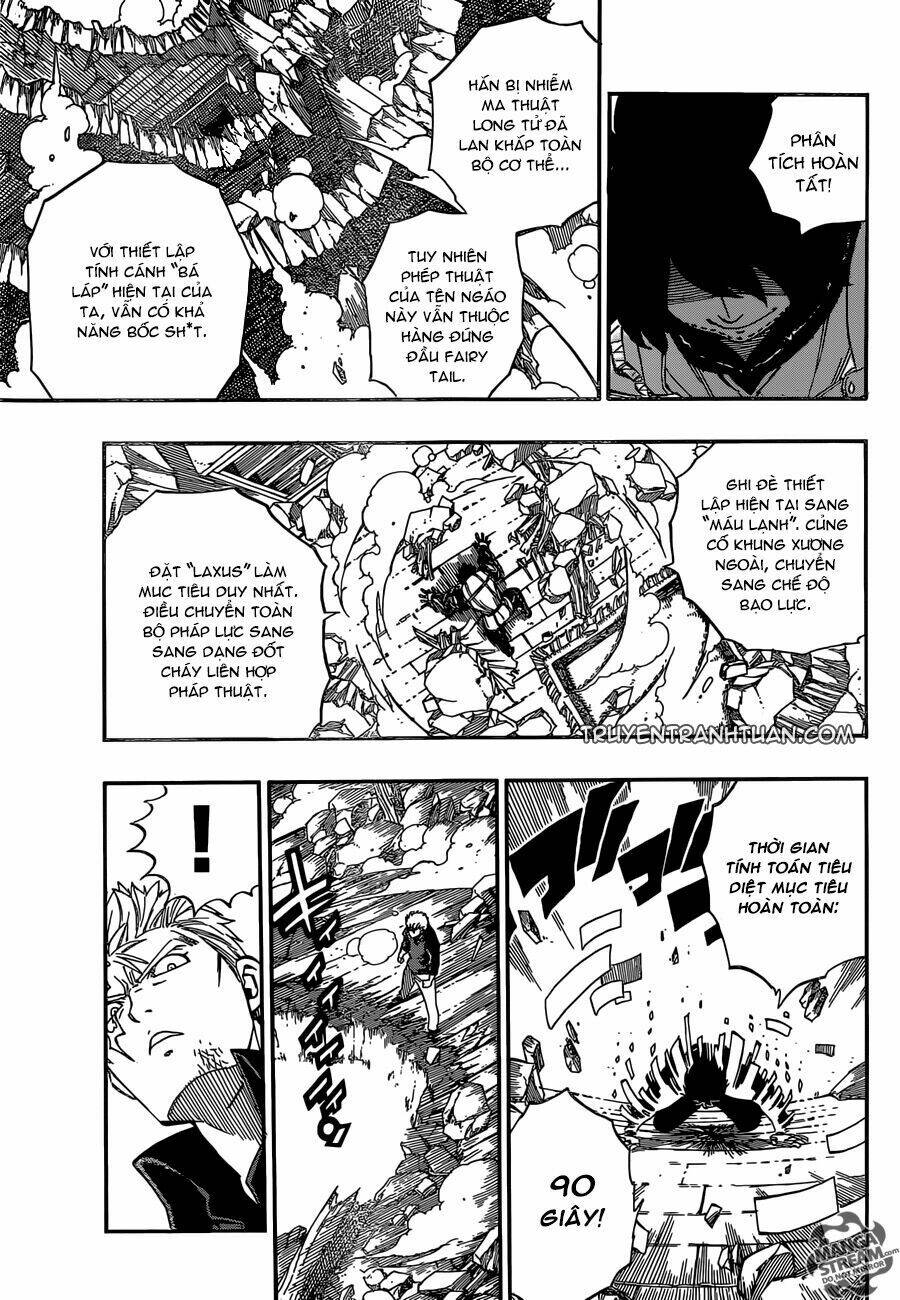 PHÂN
TÍCH HOÀN
TẤT!
HẮN BỊ NHIỄM
MA THUẬT
LONG TỬ ĐÃ
LAN KHẮP TOÀN
BỘ CƠ THỂ...
TUY NHIÊN
PHÉP THUẬT
CỦA TÊN NGÁO
NÀY VẪN THUỘC
HÀNG ĐỨNG
ĐẦU FAIRY
TAIL.
VỚI THIẾT LẬP
TÍNH CÁNH "BÁ
LÁP" HIỆN TẠI CỦA
TA, VẪN CÓ KHẢ
NĂNG BỐC SH*T.
GHI ĐÈ THIẾT
LẬP HIỆN TẠI SANG
"MÁU LẠNH". CỦNG
CỐ KHUNG XƯƠNG
NGOÀI, CHUYỂN
SANG CHẾ ĐỘ
BẠO LỰC.
ĐẶT "LAXUS" LÀM
MỤC TIÊU DUY NHẤT.
ĐIỀU CHUYỂN TOÀN
BỘ PHÁP LỰC SANG
SANG DẠNG ĐỐT
CHÁY LIÊN HỢP
PHÁP THUẬT.
TRUYENTRANHTUAN.COM
THỜI GIAN
TÍNH TOÁN TIÊU
DIỆT MỤC TIÊU
HOÀN TOÀN:
90
GIÂY!
!
MANGA
STREAM.com
DO NOT MIRROR!